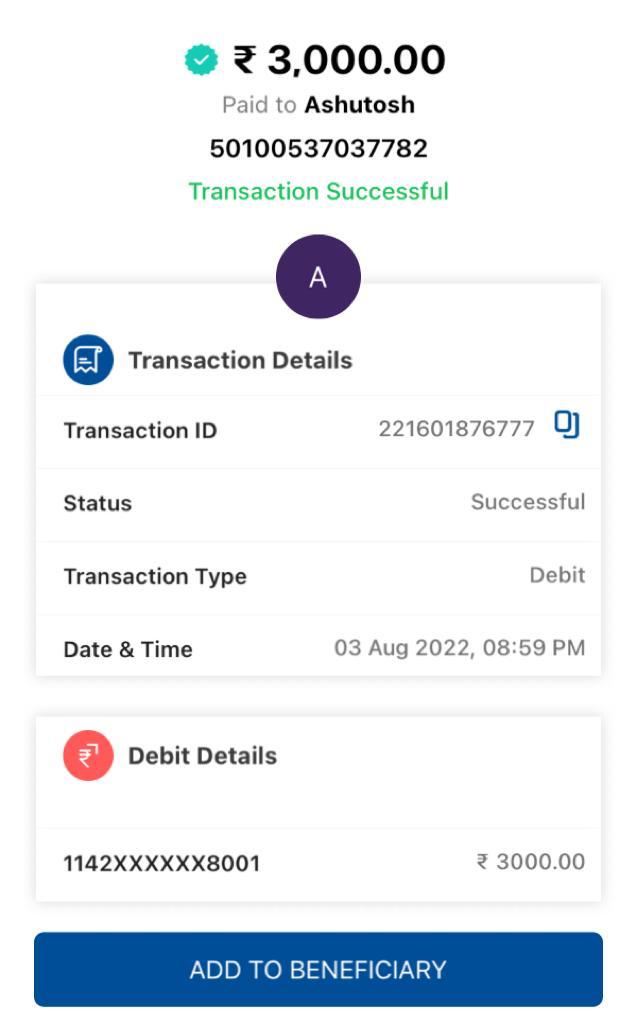 ₹ 3,000.00
Paid to Ashutosh
50100537037782
Transaction Successful
A
Transaction Details
Transaction ID 221601876777
Status Successful
Transaction Type Debit
Date & Time 03 Aug 2022, 08:59 PM
₹
Debit Details
1142XXXXXX8001 ₹ 3000.00
ADD TO BENEFICIARY